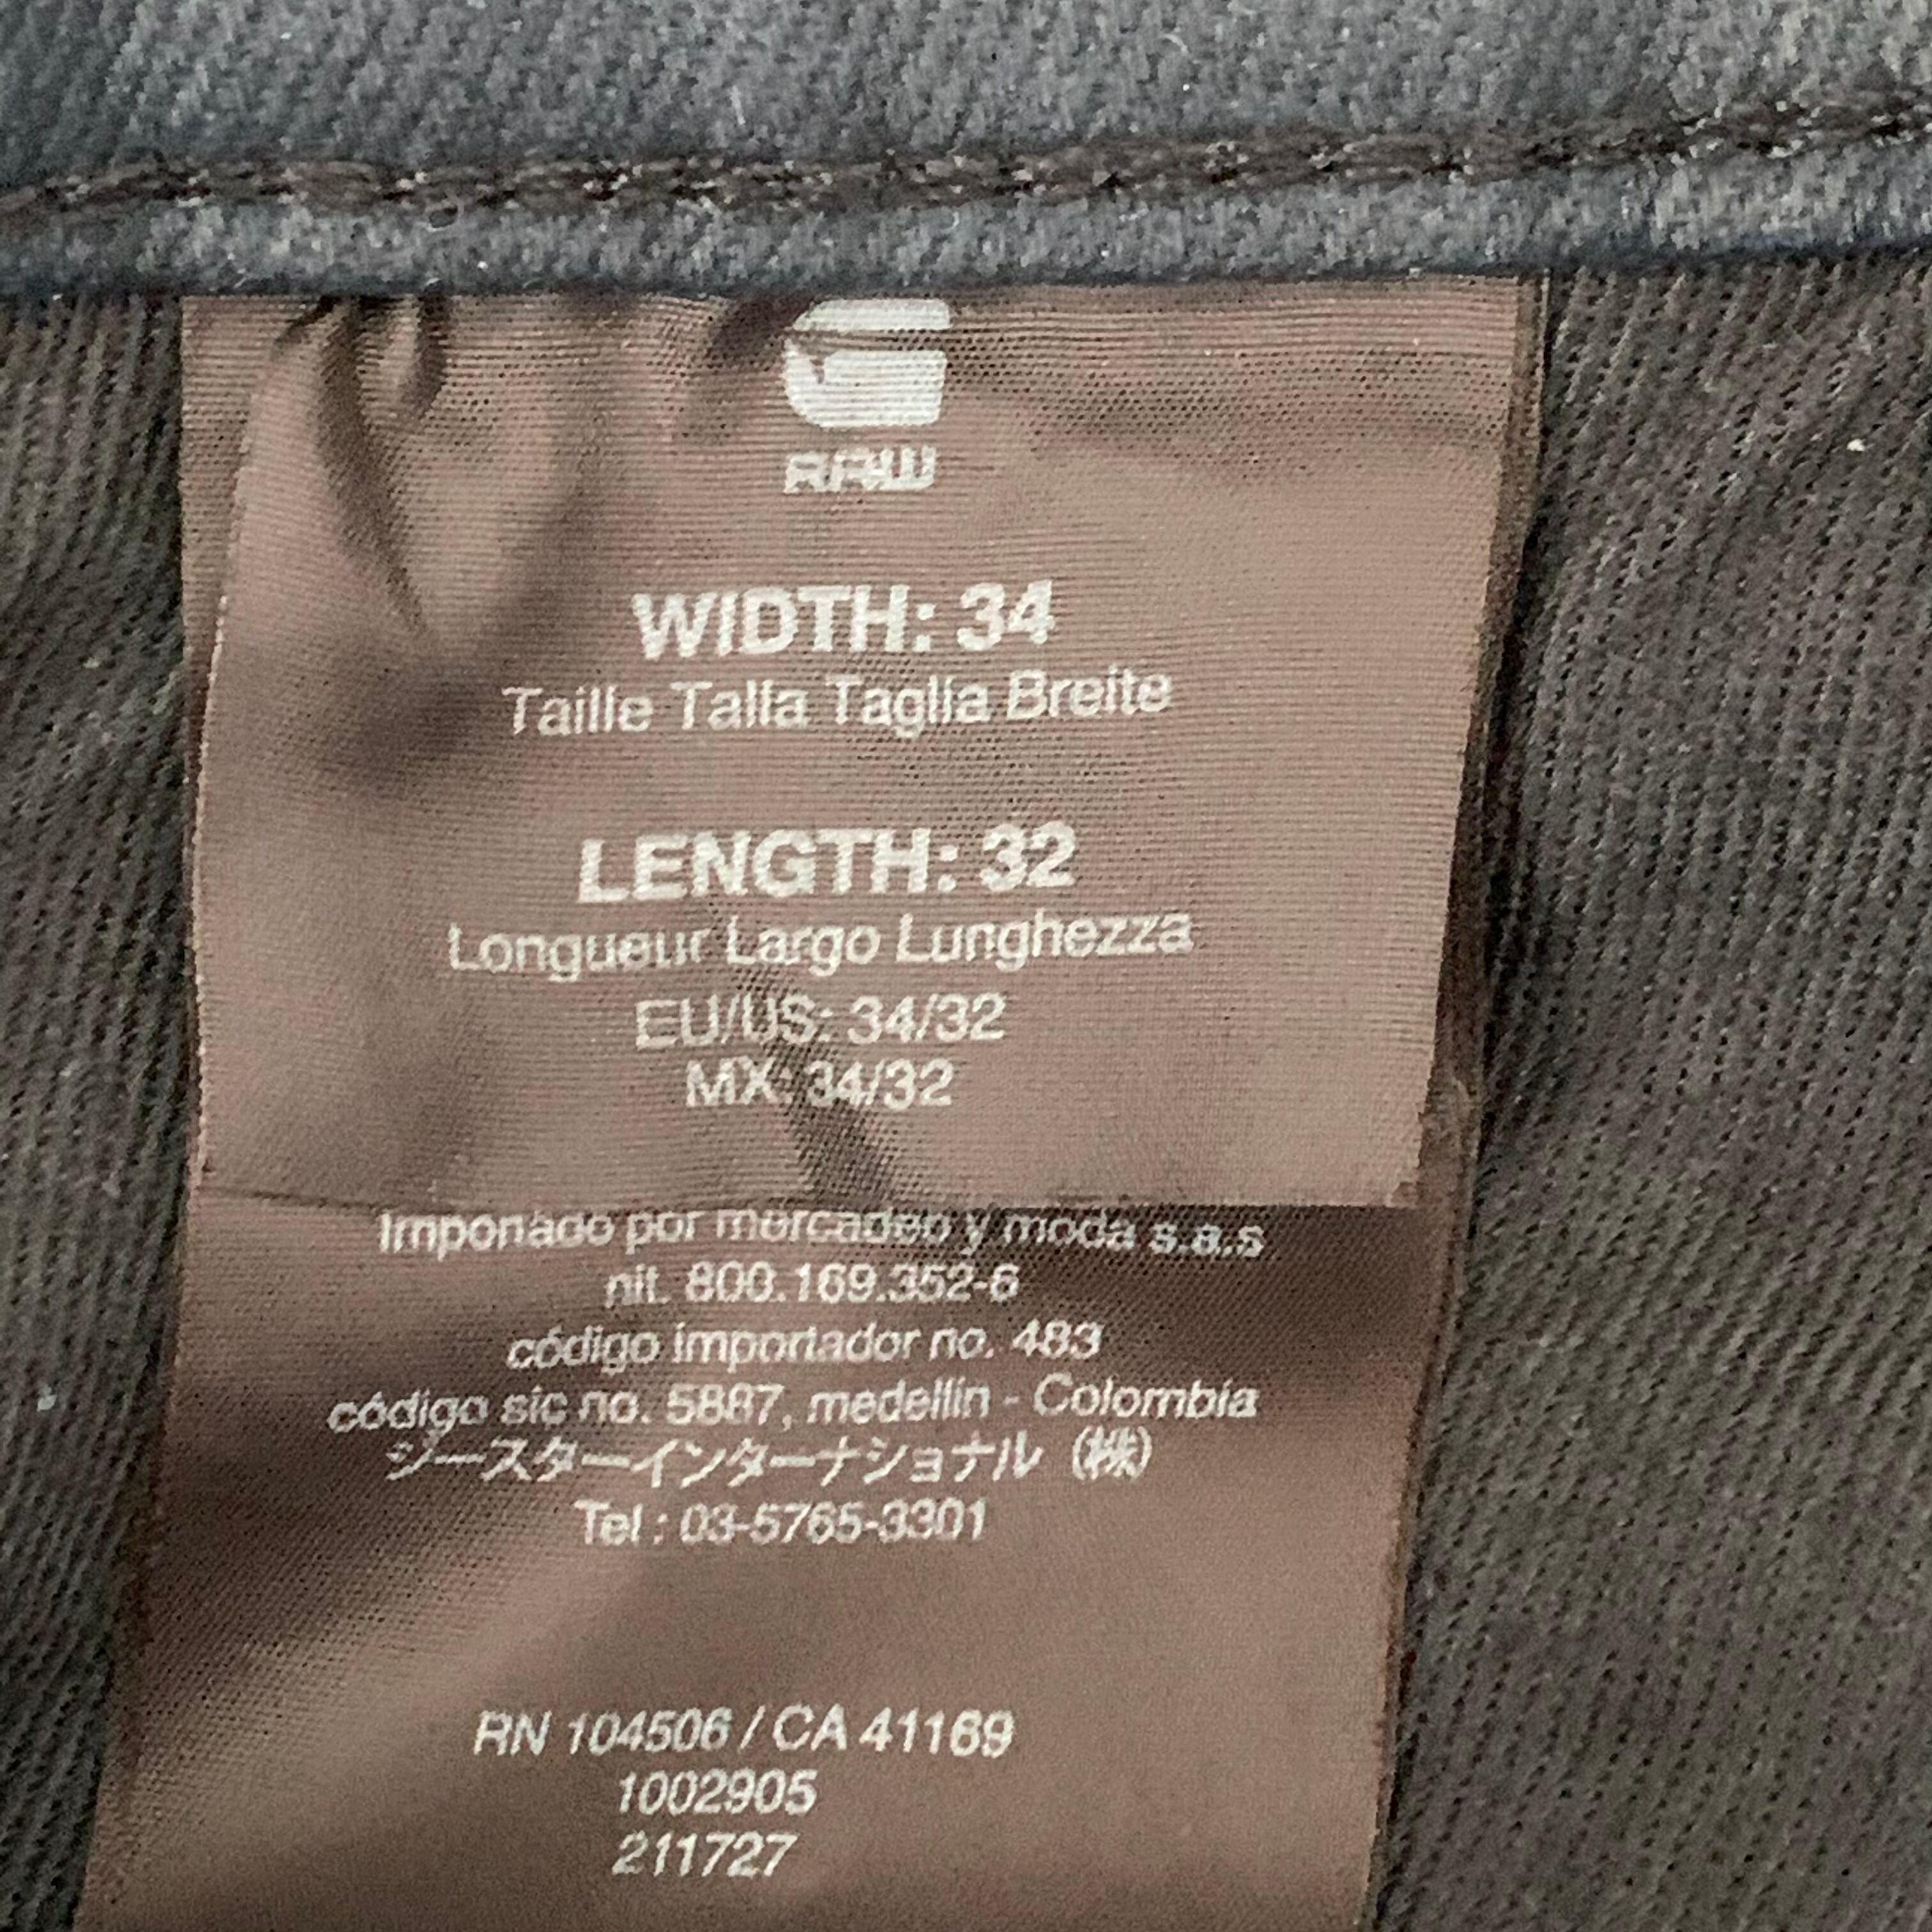 G
RAW
WIDTH: 34
Taille Talla Taglia Breite
LENGTH: 32
Longueur Largo Lunghezza
EU/US: 34/32
MX: 34/32
Importado por mercadeo y moda s.a.s
nit. 800.169.352-6
código importador no. 483
código sic no. 5887, medellin - Colombia
ジースターインターナショナル (株)
Tel : 03-5765-3301
RN 104506 / CA 41169
1002905
211727